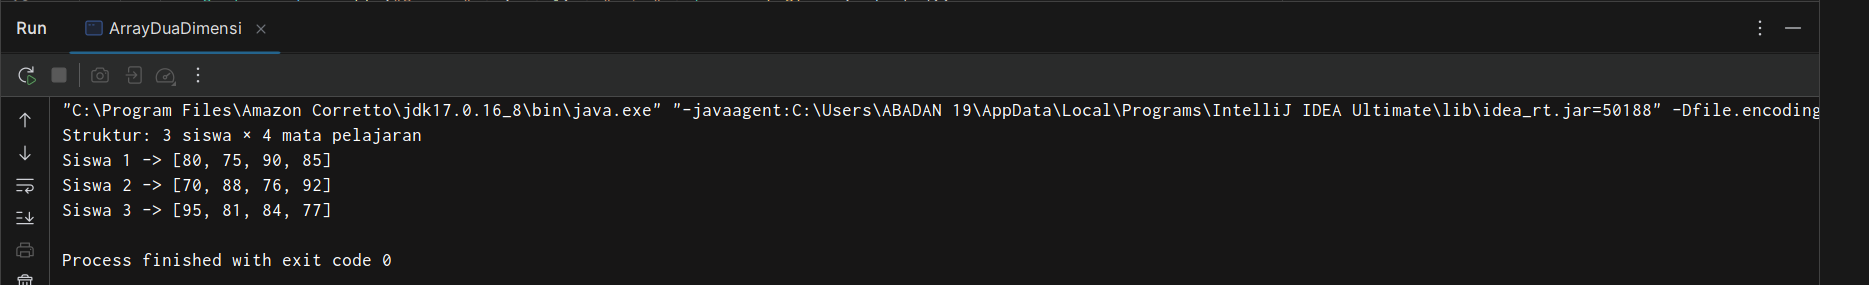 Run ArrayDuaDimensi
"C:\Program Files\Amazon Corretto\jdk17.0.16_8\bin\java.exe" "-javaagent:C:\Users\ABADAN 19\AppData\Local\Programs\IntelliJ IDEA Ultimate\lib\idea_rt.jar=50188" -Dfile.encoding
Struktur: 3 siswa × 4 mata pelajaran
Siswa 1 -> [80, 75, 90, 85]
Siswa 2 -> [70, 88, 76, 92]
Siswa 3 -> [95, 81, 84, 77]
Process finished with exit code 0